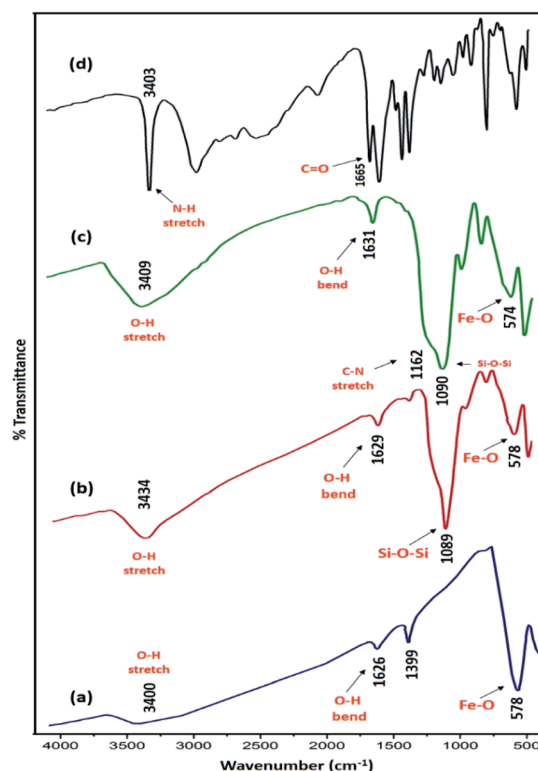 (d)
3403
N-H
stretch
C=O
1665
(c)
3409
O-H
stretch
O-H
bend
1631
Fe-O
574
C-N
stretch
1162
1090
Si-O-Si
(b)
3434
O-H
stretch
O-H
bend
1629
Si-O-Si
1089
Fe-O
578
(a)
O-H
stretch
3400
O-H
bend
1626
1399
Fe-O
578
% Transmittance
4000 3500 3000 2500 2000 1500 1000 500
Wavenumber (cm⁻¹)